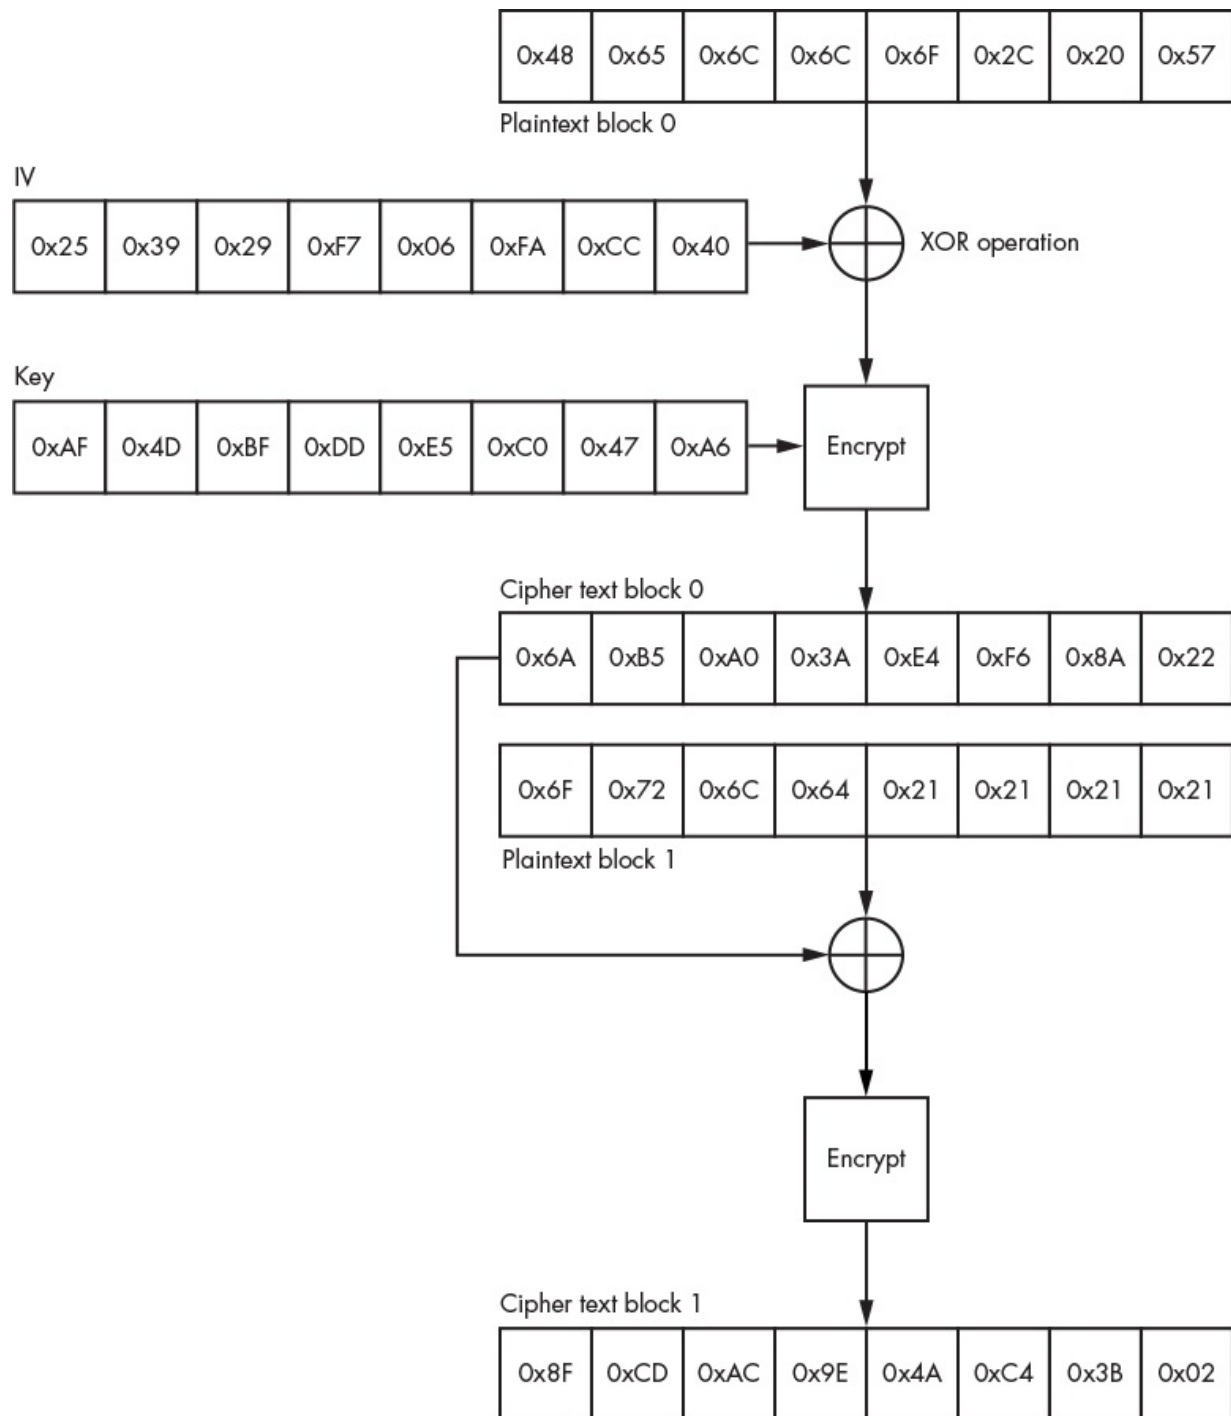 0x48 0x65 0x6C 0x6C 0x6F 0x2C 0x20 0x57
Plaintext block 0
IV
0x25 0x39 0x29 0xF7 0x06 0xFA 0xCC 0x40
XOR operation
Key
0xAF 0x4D 0xBF 0xDD 0xE5 0xC0 0x47 0xA6
Encrypt
Cipher text block 0
0x6A 0xB5 0xA0 0x3A 0xE4 0xF6 0x8A 0x22
0x6F 0x72 0x6C 0x64 0x21 0x21 0x21 0x21
Plaintext block 1
Encrypt
Cipher text block 1
0x8F 0xCD 0xAC 0x9E 0x4A 0xC4 0x3B 0x02